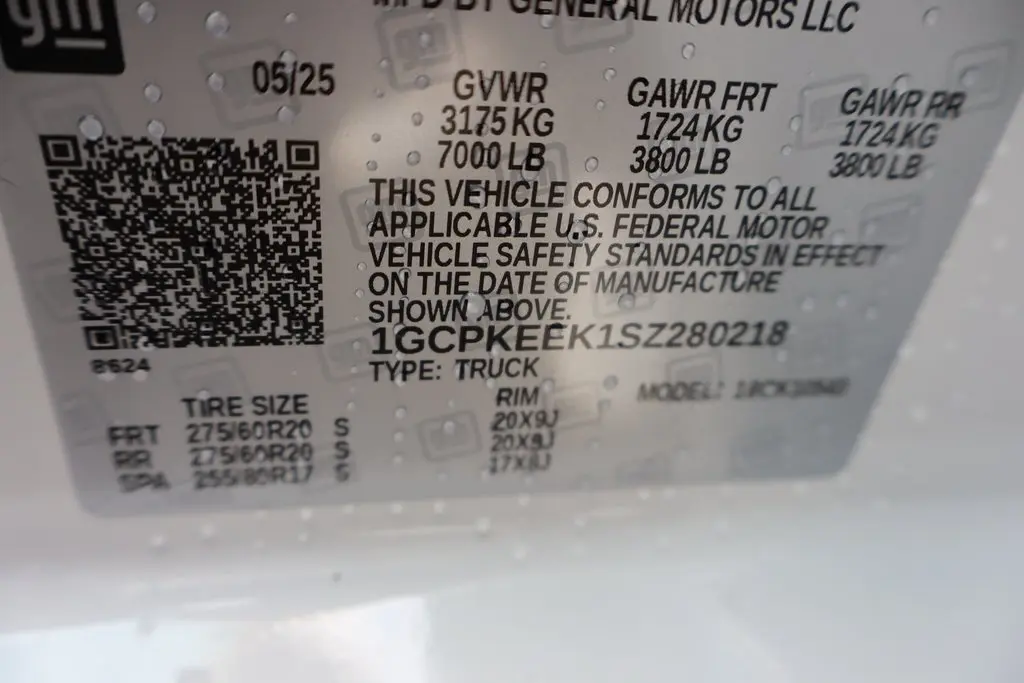 gm
MFD BY GENERAL MOTORS LLC
05/25
GVWR GAWR FRT GAWR RR
3175 KG 1724 KG 1724 KG
7000 LB 3800 LB 3800 LB
THIS VEHICLE CONFORMS TO ALL
APPLICABLE U.S. FEDERAL MOTOR
VEHICLE SAFETY STANDARDS IN EFFECT
ON THE DATE OF MANUFACTURE
SHOWN ABOVE.
1GCPKEEK1SZ280218
8624
TYPE: TRUCK
TIRE SIZE RIM MODEL:
FRT 275/60R20 S 20X9J
RR 275/60R20 S 20X9J
SPA 255/80R17 S 17X8J